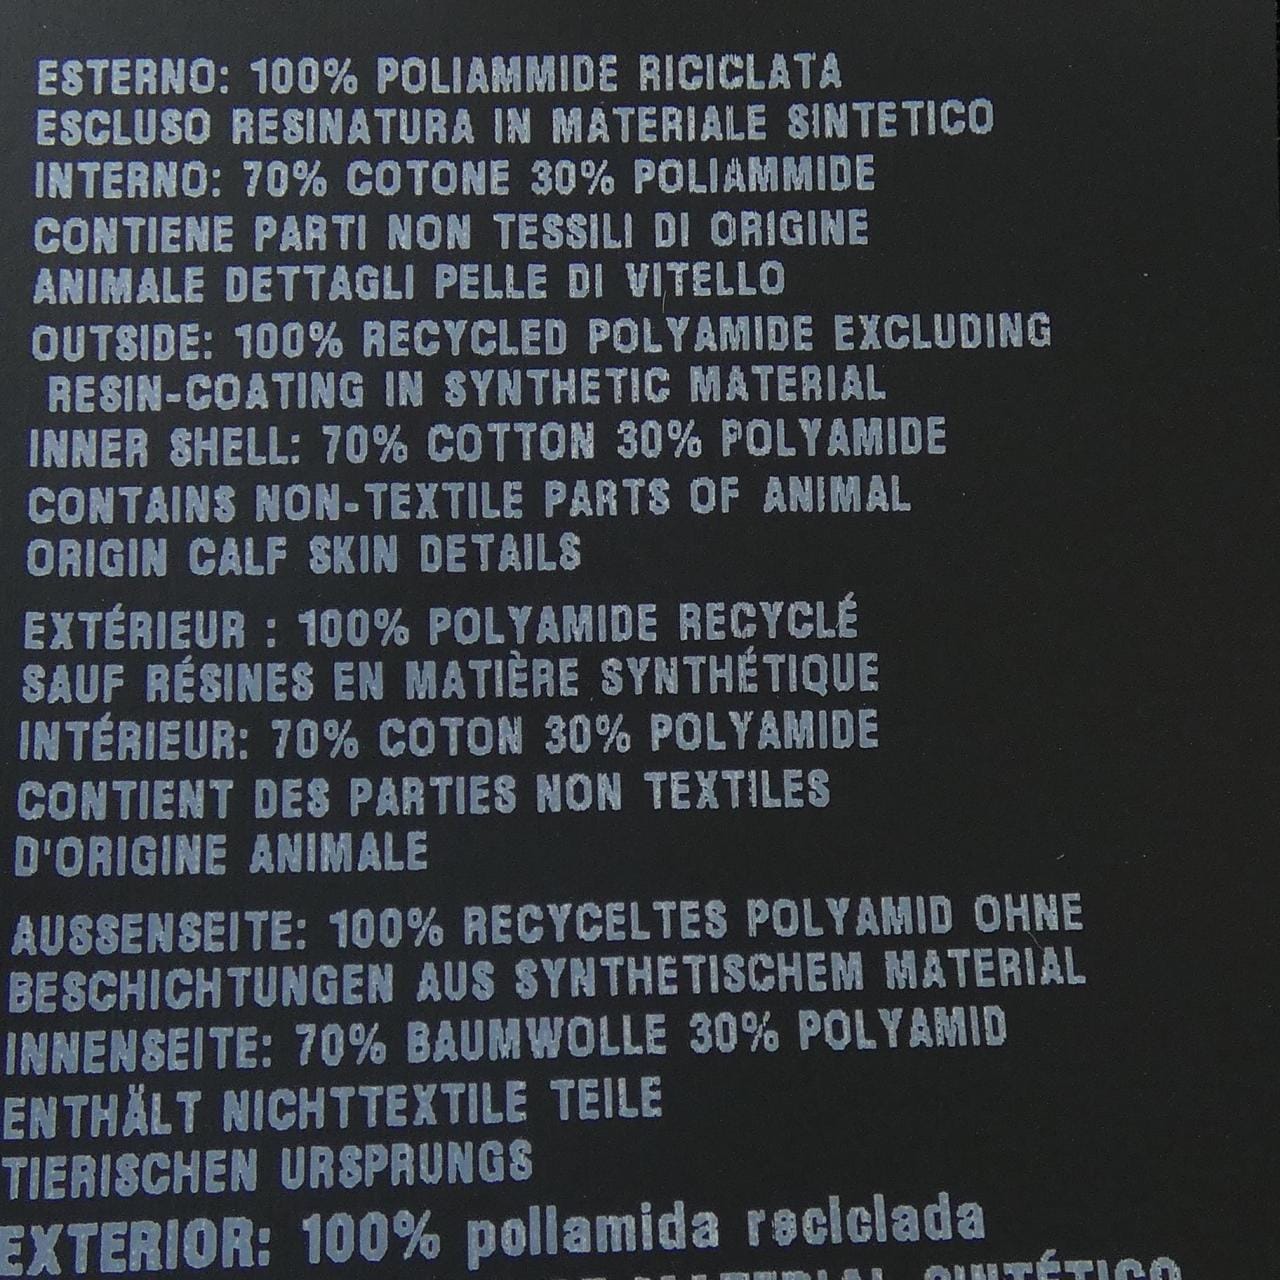 ESTERNO: 100% POLIAMMIDE RICICLATA
ESCLUSO RESINATURA IN MATERIALE SINTETICO
INTERNO: 70% COTONE 30% POLIAMMIDE
CONTIENE PARTI NON TESSILI DI ORIGINE
ANIMALE DETTAGLI PELLE DI VITELLO
OUTSIDE: 100% RECYCLED POLYAMIDE EXCLUDING
RESIN-COATING IN SYNTHETIC MATERIAL
INNER SHELL: 70% COTTON 30% POLYAMIDE
CONTAINS NON-TEXTILE PARTS OF ANIMAL
ORIGIN CALF SKIN DETAILS
EXTÉRIEUR : 100% POLYAMIDE RECYCLÉ
SAUF RÉSINES EN MATIÈRE SYNTHÉTIQUE
INTÉRIEUR: 70% COTON 30% POLYAMIDE
CONTIENT DES PARTIES NON TEXTILES
D'ORIGINE ANIMALE
AUSSENSEITE: 100% RECYCELTES POLYAMID OHNE
BESCHICHTUNGEN AUS SYNTHETISCHEM MATERIAL
INNENSEITE: 70% BAUMWOLLE 30% POLYAMID
ENTHÄLT NICHTTEXTILE TEILE
TIERISCHEN URSPRUNGS
EXTERIOR: 100% poliamida reciclada
MATERIAL SINTÉTICO